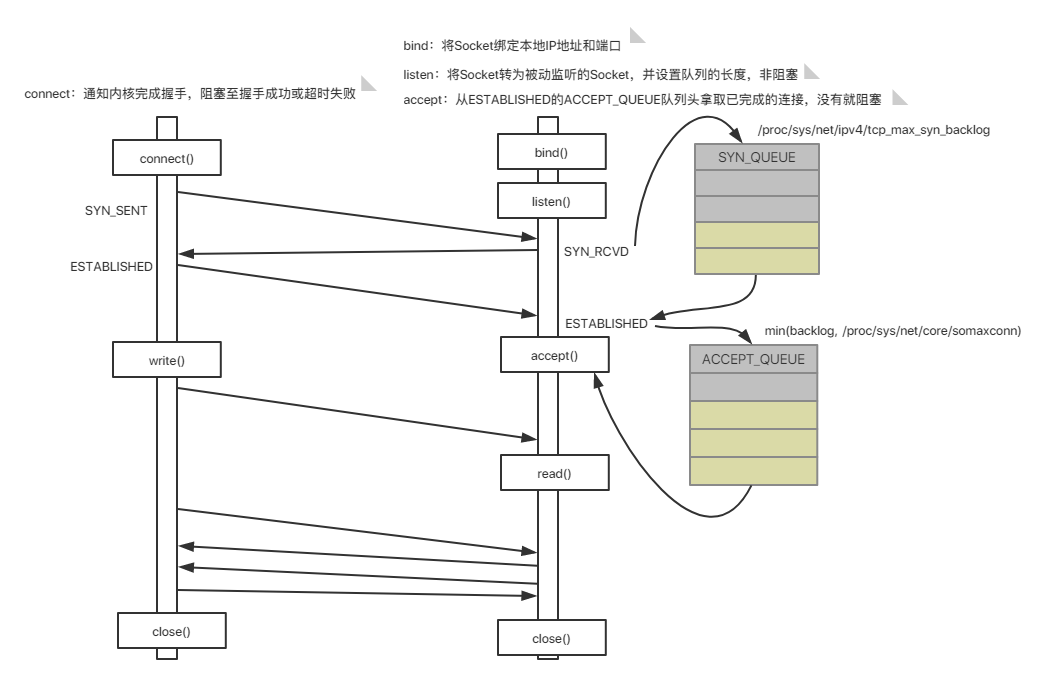 bind：将Socket绑定本地IP地址和端口
listen：将Socket转为被动监听的Socket，并设置队列的长度，非阻塞
connect：通知内核完成握手，阻塞至握手成功或超时失败
accept：从ESTABLISHED的ACCEPT_QUEUE队列头拿取已完成的连接，没有就阻塞
/proc/sys/net/ipv4/tcp_max_syn_backlog
connect()
bind()
SYN_QUEUE
listen()
SYN_SENT
SYN_RCVD
ESTABLISHED
ESTABLISHED
min(backlog, /proc/sys/net/core/somaxconn)
write()
accept()
ACCEPT_QUEUE
read()
close()
close()